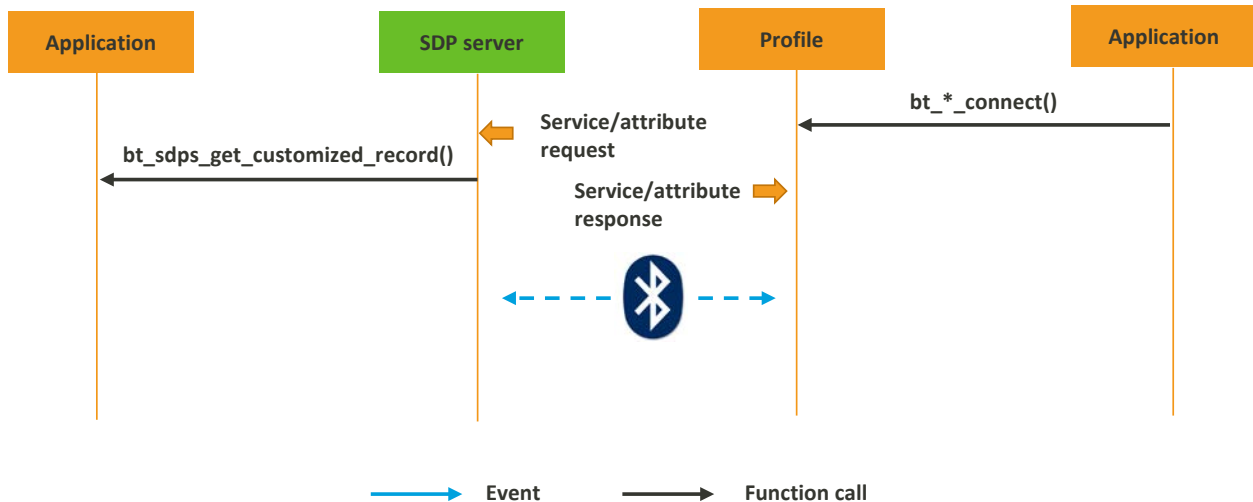 Application
SDP server
Profile
Application
bt_*_connect()
Service/attribute
request
bt_sdps_get_customized_record()
Service/attribute
response
Event
Function call